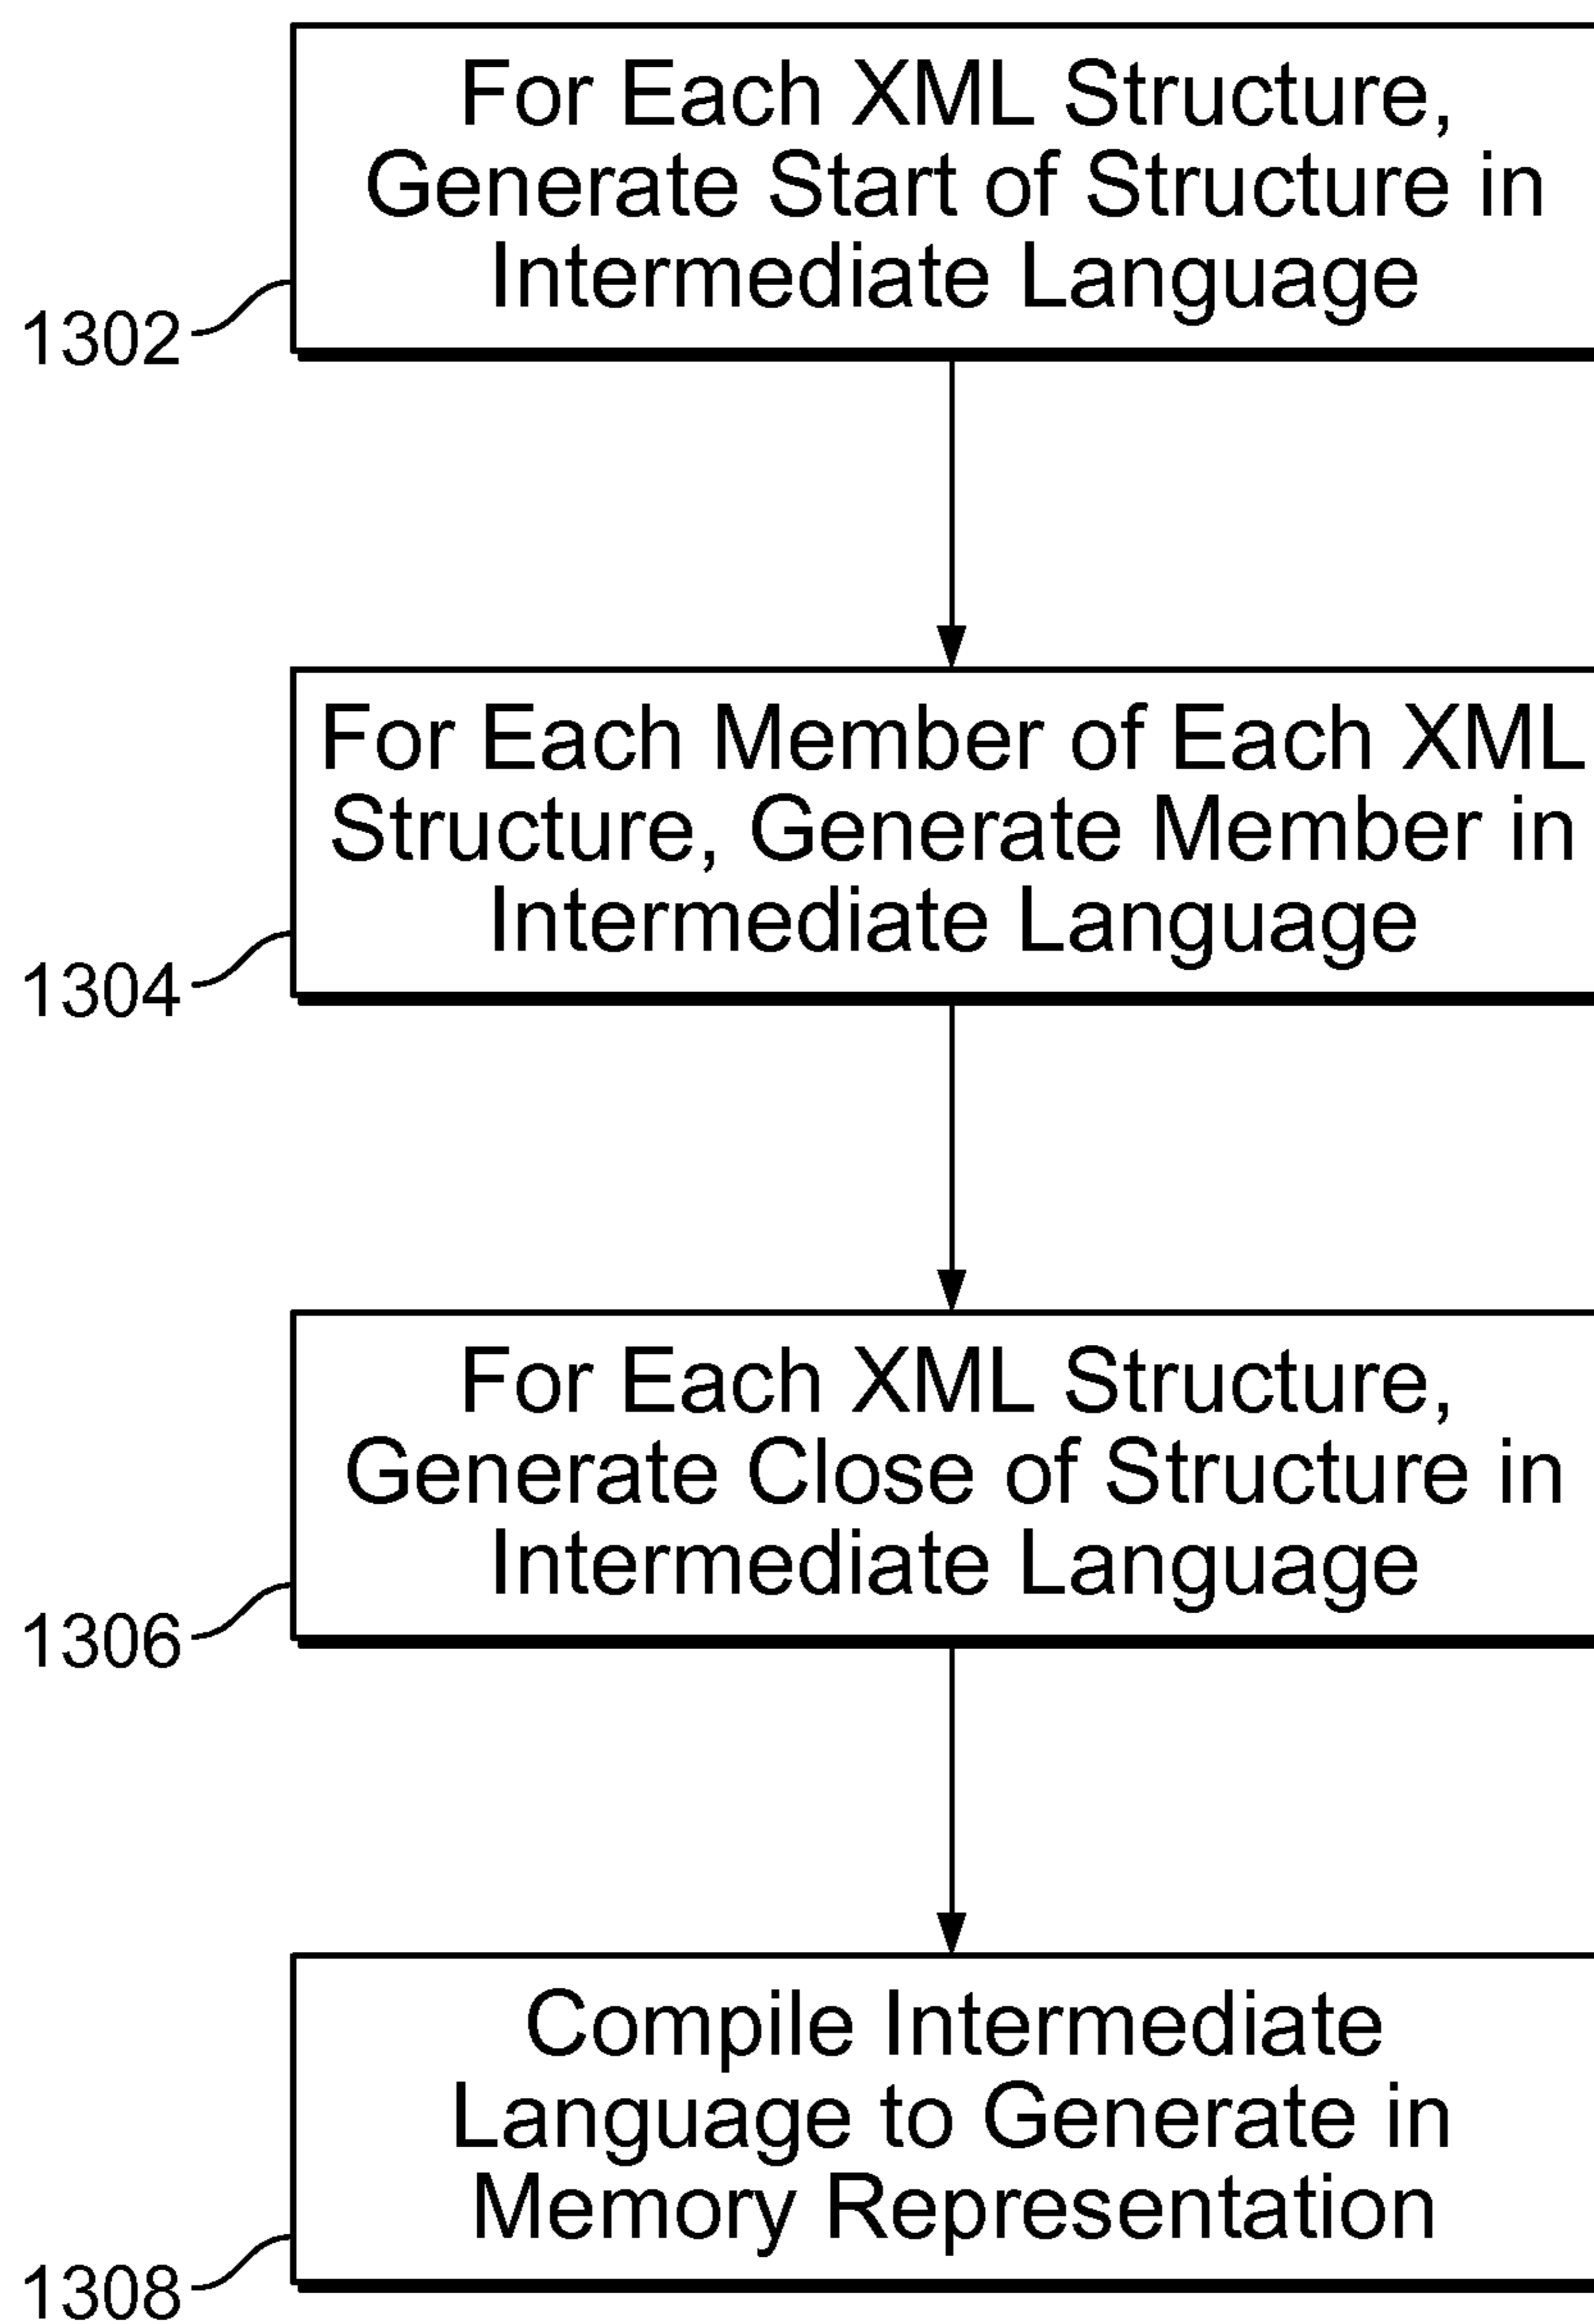 For Each XML Structure,
Generate Start of Structure in
Intermediate Language
1302
For Each Member of Each XML
Structure, Generate Member in
Intermediate Language
1304
For Each XML Structure,
Generate Close of Structure in
Intermediate Language
1306
Compile Intermediate
Language to Generate in
Memory Representation
1308